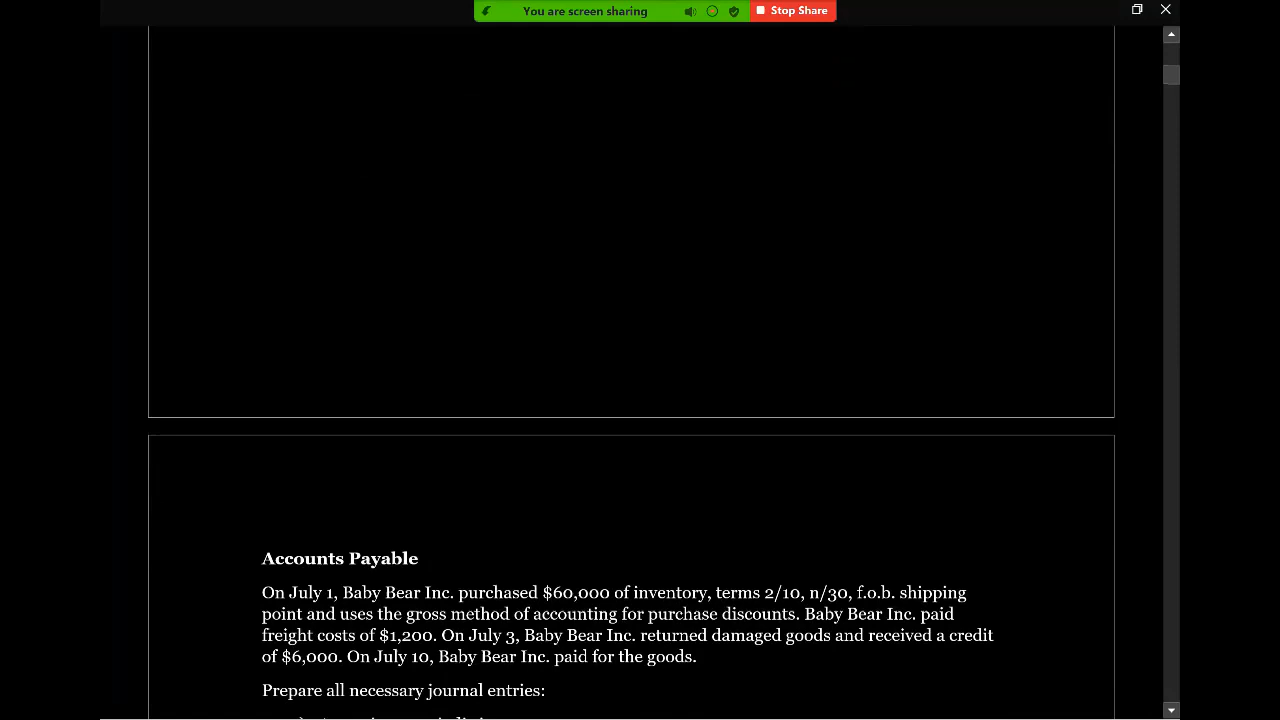 You are screen sharing
Stop Share
Accounts Payable
On July 1, Baby Bear Inc. purchased $60,000 of inventory, terms 2/10, n/30, f.o.b. shipping
point and uses the gross method of accounting for purchase discounts. Baby Bear Inc. paid
freight costs of $1,200. On July 3, Baby Bear Inc. returned damaged goods and received a credit
of $6,000. On July 10, Baby Bear Inc. paid for the goods.
Prepare all necessary journal entries: